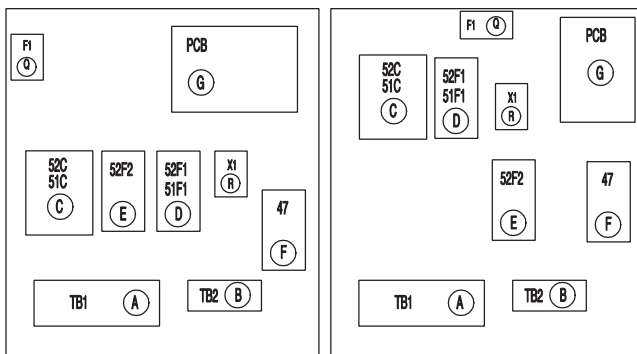 F1
Q
PCB
G
52C
51C
C
52F2
E
52F1
51F1
D
X1
R
47
F
TB1 A
TB2 B
F1 Q
PCB
G
52C
51C
C
52F1
51F1
D
X1
R
52F2
E
47
F
TB1 A
TB2 B